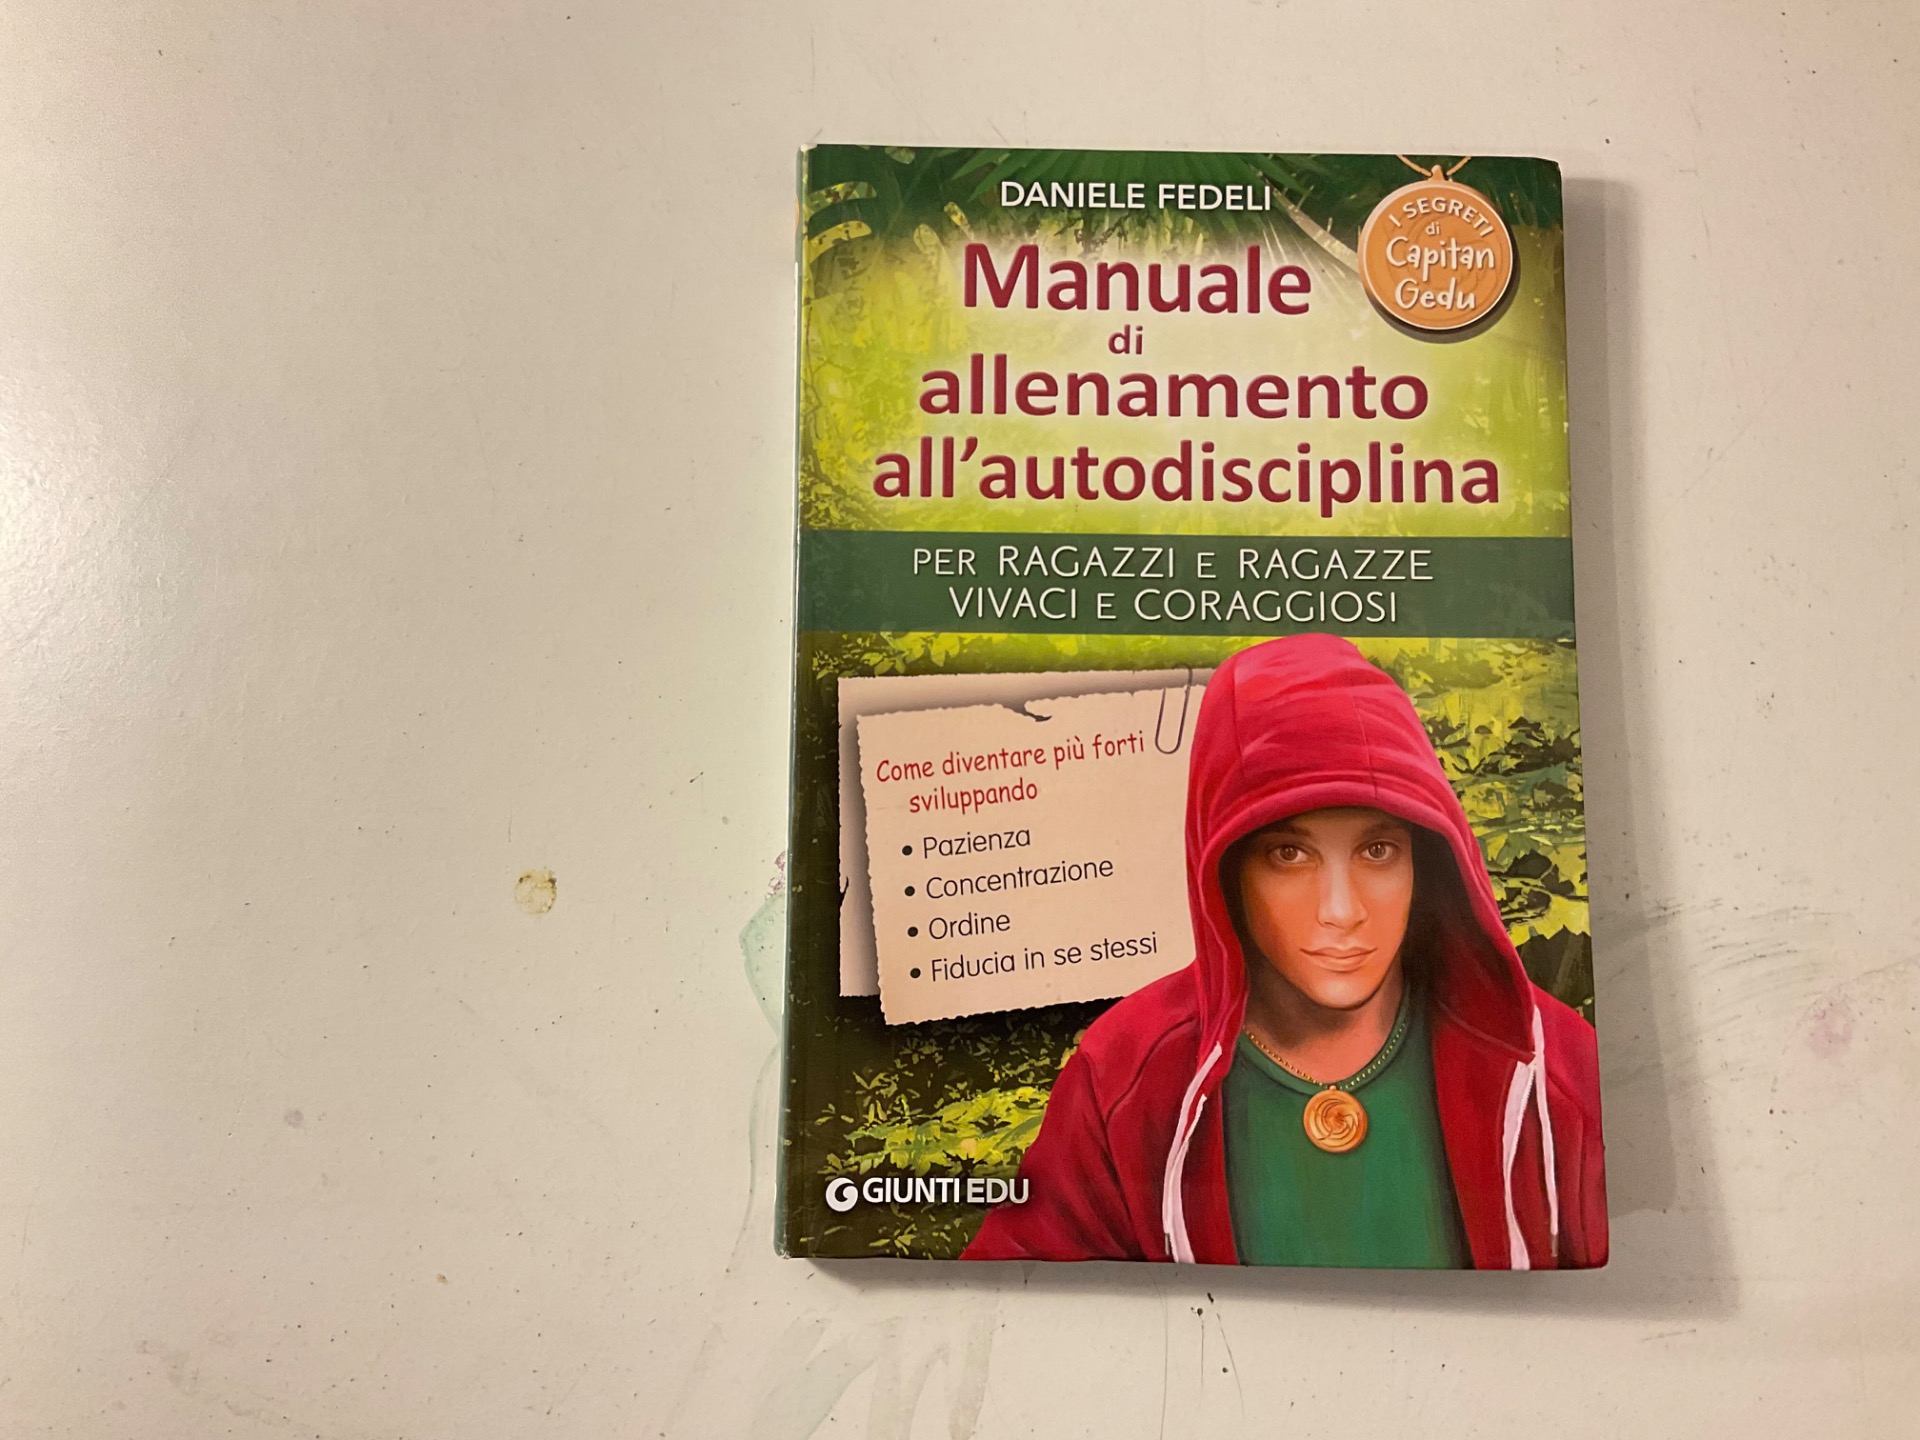 DANIELE FEDELI
I SEGRETI
di
Capitan
Gedu
Manuale
di
allenamento
all'autodisciplina
PER RAGAZZI E RAGAZZE
VIVACI E CORAGGIOSI
Come diventare più forti
sviluppando
• Pazienza
• Concentrazione
• Ordine
• Fiducia in se stessi
GIUNTI EDU